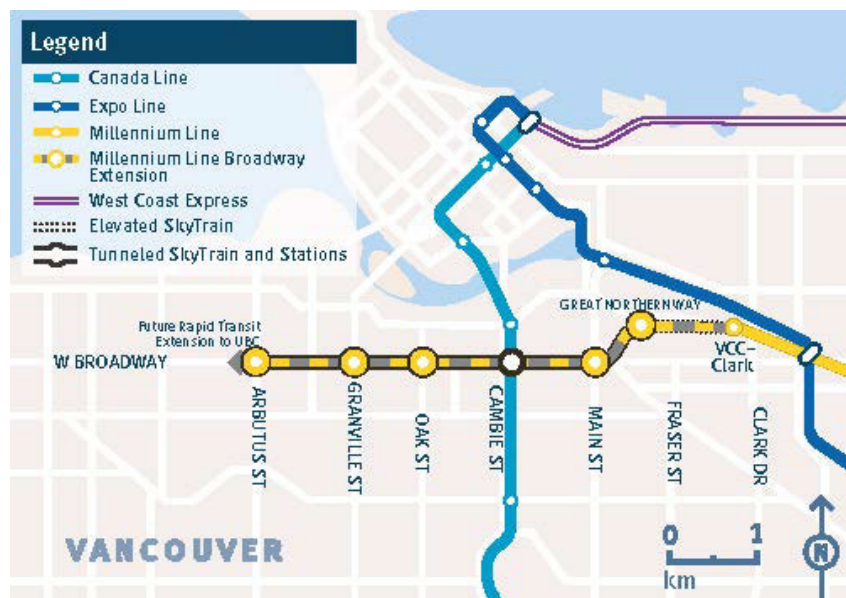 Legend
Canada Line
Expo Line
Millennium Line
Millennium Line Broadway
Extension
West Coast Express
Elevated SkyTrain
Tunneled SkyTrain and Stations
GREAT NORTHERN WAY
Future Rapid Transit
Extension to UBC
W BROADWAY
VCC–
Clark
ARBUTUS ST
GRANVILLE ST
OAK ST
CAMBIE ST
MAIN ST
FRASER ST
CLARK DR
VANCOUVER
0 1
km
N